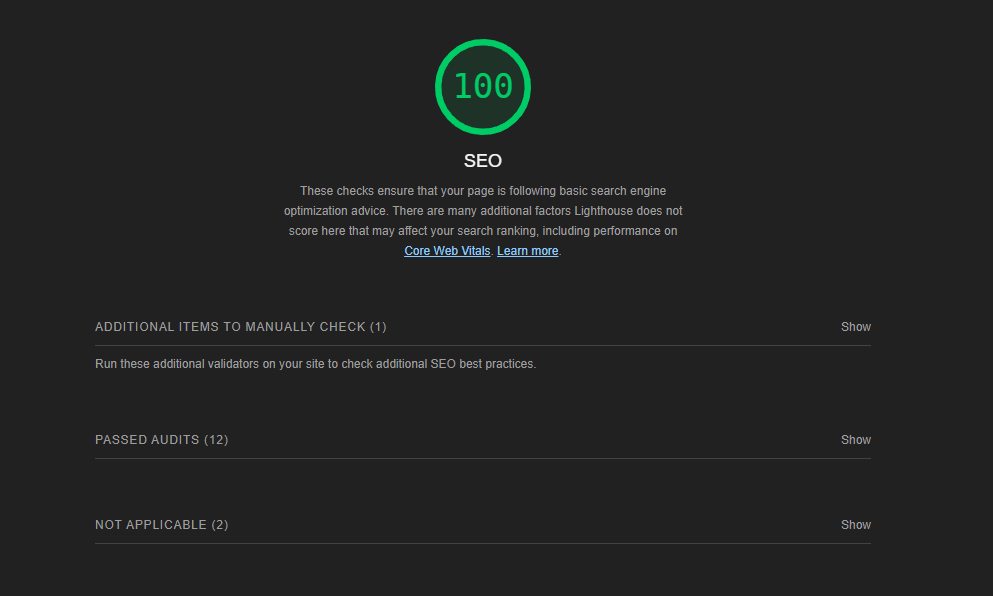 100
SEO
These checks ensure that your page is following basic search engine
optimization advice. There are many additional factors Lighthouse does not
score here that may affect your search ranking, including performance on
Core Web Vitals. Learn more.
ADDITIONAL ITEMS TO MANUALLY CHECK (1) Show
Run these additional validators on your site to check additional SEO best practices.
PASSED AUDITS (12) Show
NOT APPLICABLE (2) Show